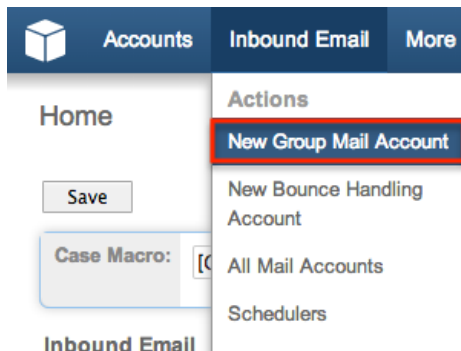 Accounts Inbound Email More
Home
Actions
New Group Mail Account
Save
New Bounce Handling
Account
Case Macro:
All Mail Accounts
Schedulers
Inbound Email